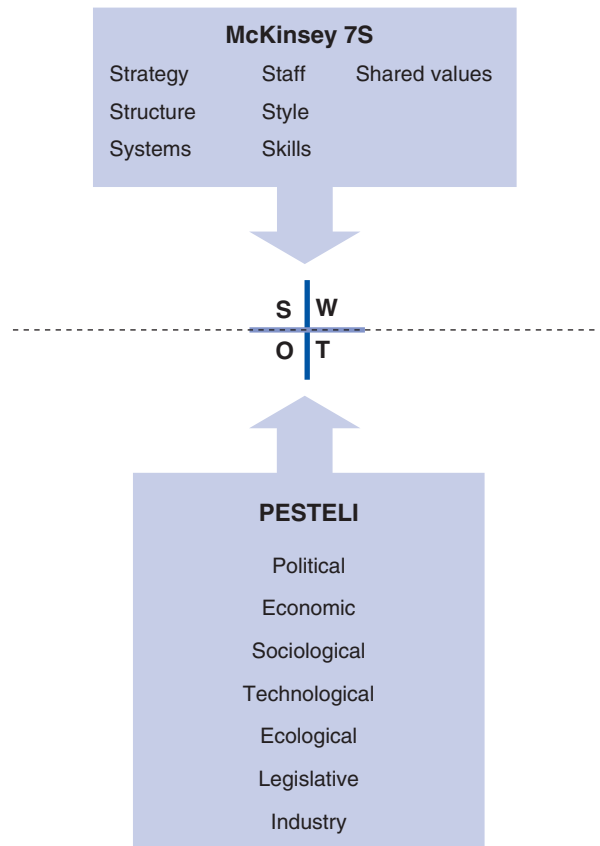 McKinsey 7S
Strategy Staff Shared values
Structure Style
Systems Skills
S W
O T
PESTELI
Political
Economic
Sociological
Technological
Ecological
Legislative
Industry